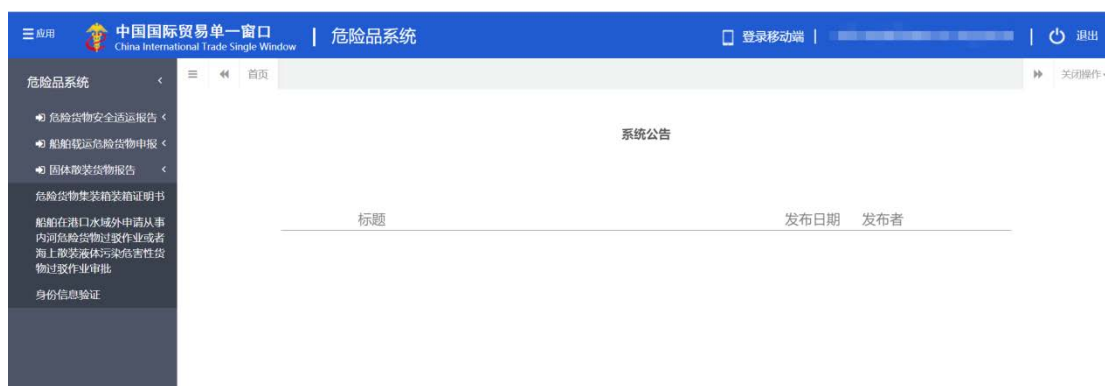 应用
中国国际贸易单一窗口
China International Trade Single Window
危险品系统
登录移动端
退出
危险品系统
首页
关闭操作
危险货物安全适运报告
船舶载运危险货物申报
固体散装货物报告
危险货物集装箱装箱证明书
船舶在港口水域外申请从事
内河危险货物过驳作业或者
海上散装液体污染危害性货
物过驳作业审批
身份信息验证
系统公告
标题 发布日期 发布者